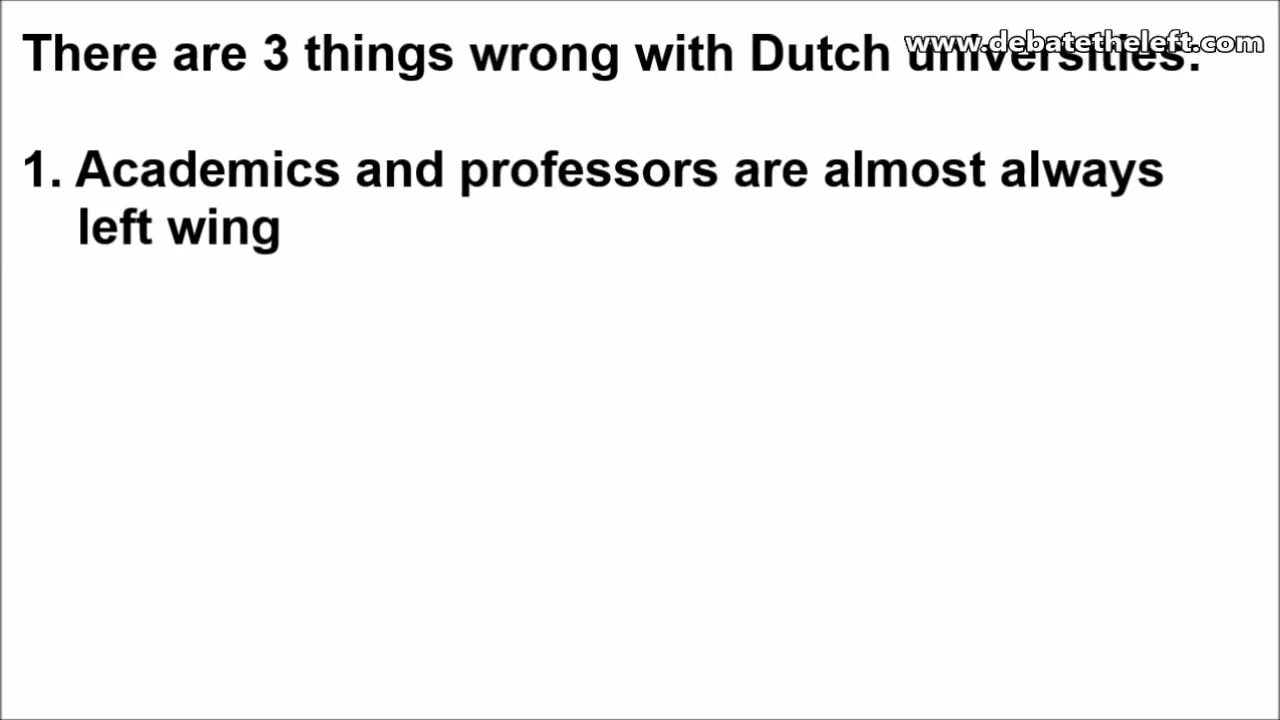 There are 3 things wrong with Dutch universities:
www.debatetheleft.com
1. Academics and professors are almost always
left wing